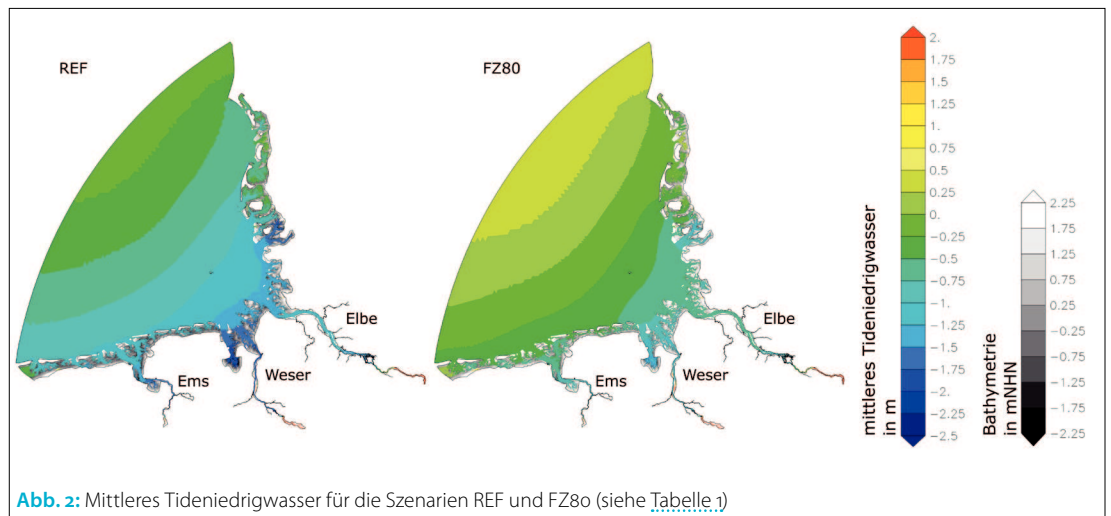 REF
FZ80
Elbe
Ems
Weser
Elbe
Ems
Weser
mittleres Tideniedrigwasser
in m
2.
1.75
1.5
1.25
1.
0.75
0.5
0.25
0.
−0.25
−0.5
−0.75
−1.
−1.25
−1.5
−1.75
−2.
−2.25
−2.5
Bathymetrie
in mNHN
2.25
1.75
1.25
0.75
0.25
−0.25
−0.75
−1.25
−1.75
−2.25
Abb. 2: Mittleres Tideniedrigwasser für die Szenarien REF und FZ80 (siehe Tabelle 1)